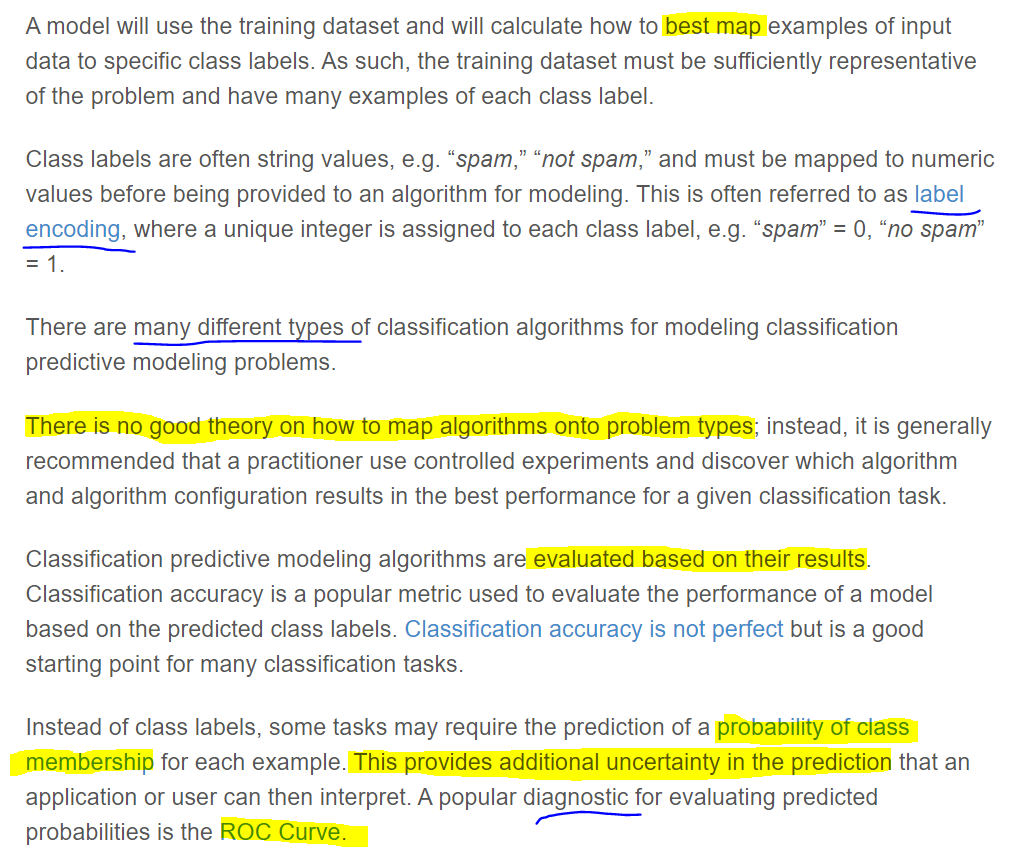 A model will use the training dataset and will calculate how to best map examples of input
data to specific class labels. As such, the training dataset must be sufficiently representative
of the problem and have many examples of each class label.
Class labels are often string values, e.g. “spam,” “not spam,” and must be mapped to numeric
values before being provided to an algorithm for modeling. This is often referred to as label
encoding, where a unique integer is assigned to each class label, e.g. “spam” = 0, “no spam”
= 1.
There are many different types of classification algorithms for modeling classification
predictive modeling problems.
There is no good theory on how to map algorithms onto problem types; instead, it is generally
recommended that a practitioner use controlled experiments and discover which algorithm
and algorithm configuration results in the best performance for a given classification task.
Classification predictive modeling algorithms are evaluated based on their results.
Classification accuracy is a popular metric used to evaluate the performance of a model
based on the predicted class labels. Classification accuracy is not perfect but is a good
starting point for many classification tasks.
Instead of class labels, some tasks may require the prediction of a probability of class
membership for each example. This provides additional uncertainty in the prediction that an
application or user can then interpret. A popular diagnostic for evaluating predicted
probabilities is the ROC Curve.